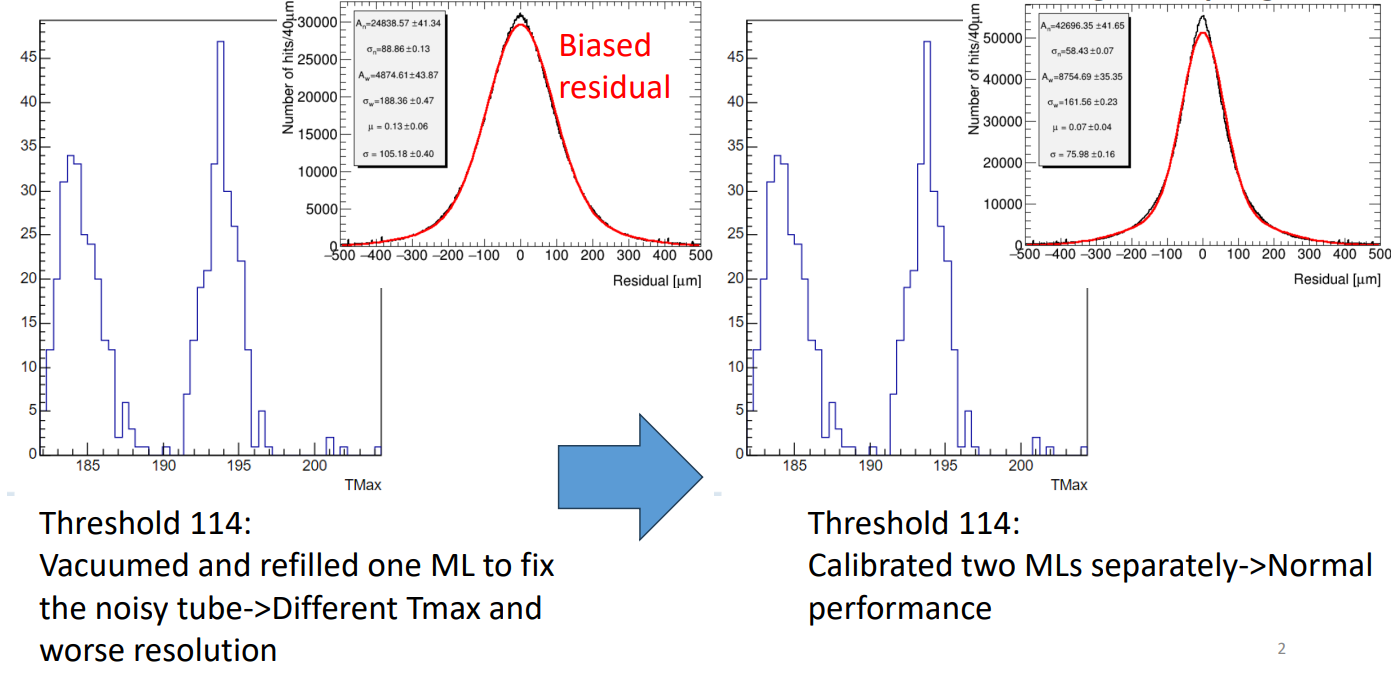 45
40
35
30
25
20
15
10
5
0
185 190 195 200
TMax
Number of hits/40μm
30000
25000
20000
15000
10000
5000
0
−500 −400 −300 −200 −100 0 100 200 300 400 500
Residual [μm]
Aₙ=24838.57 ±41.34
σₙ=88.86±0.13
A_w=4874.61±43.87
σ_w=188.36 ±0.47
μ = 0.13±0.06
σ = 105.18 ±0.40
Biased
residual
45
40
35
30
25
20
15
10
5
0
185 190 195 200
TMax
Number of hits/40μm
50000
40000
30000
20000
10000
0
−500 −400 −300 −200 −100 0 100 200 300 400 500
Residual [μm]
Aₙ=42696.35 ±41.65
σₙ=58.43±0.07
A_w=8754.69 ±35.35
σ_w=161.56 ±0.23
μ = 0.07±0.04
σ = 75.98 ±0.16
Threshold 114:
Vacuumed and refilled one ML to fix
the noisy tube->Different Tmax and
worse resolution
Threshold 114:
Calibrated two MLs separately->Normal
performance
2